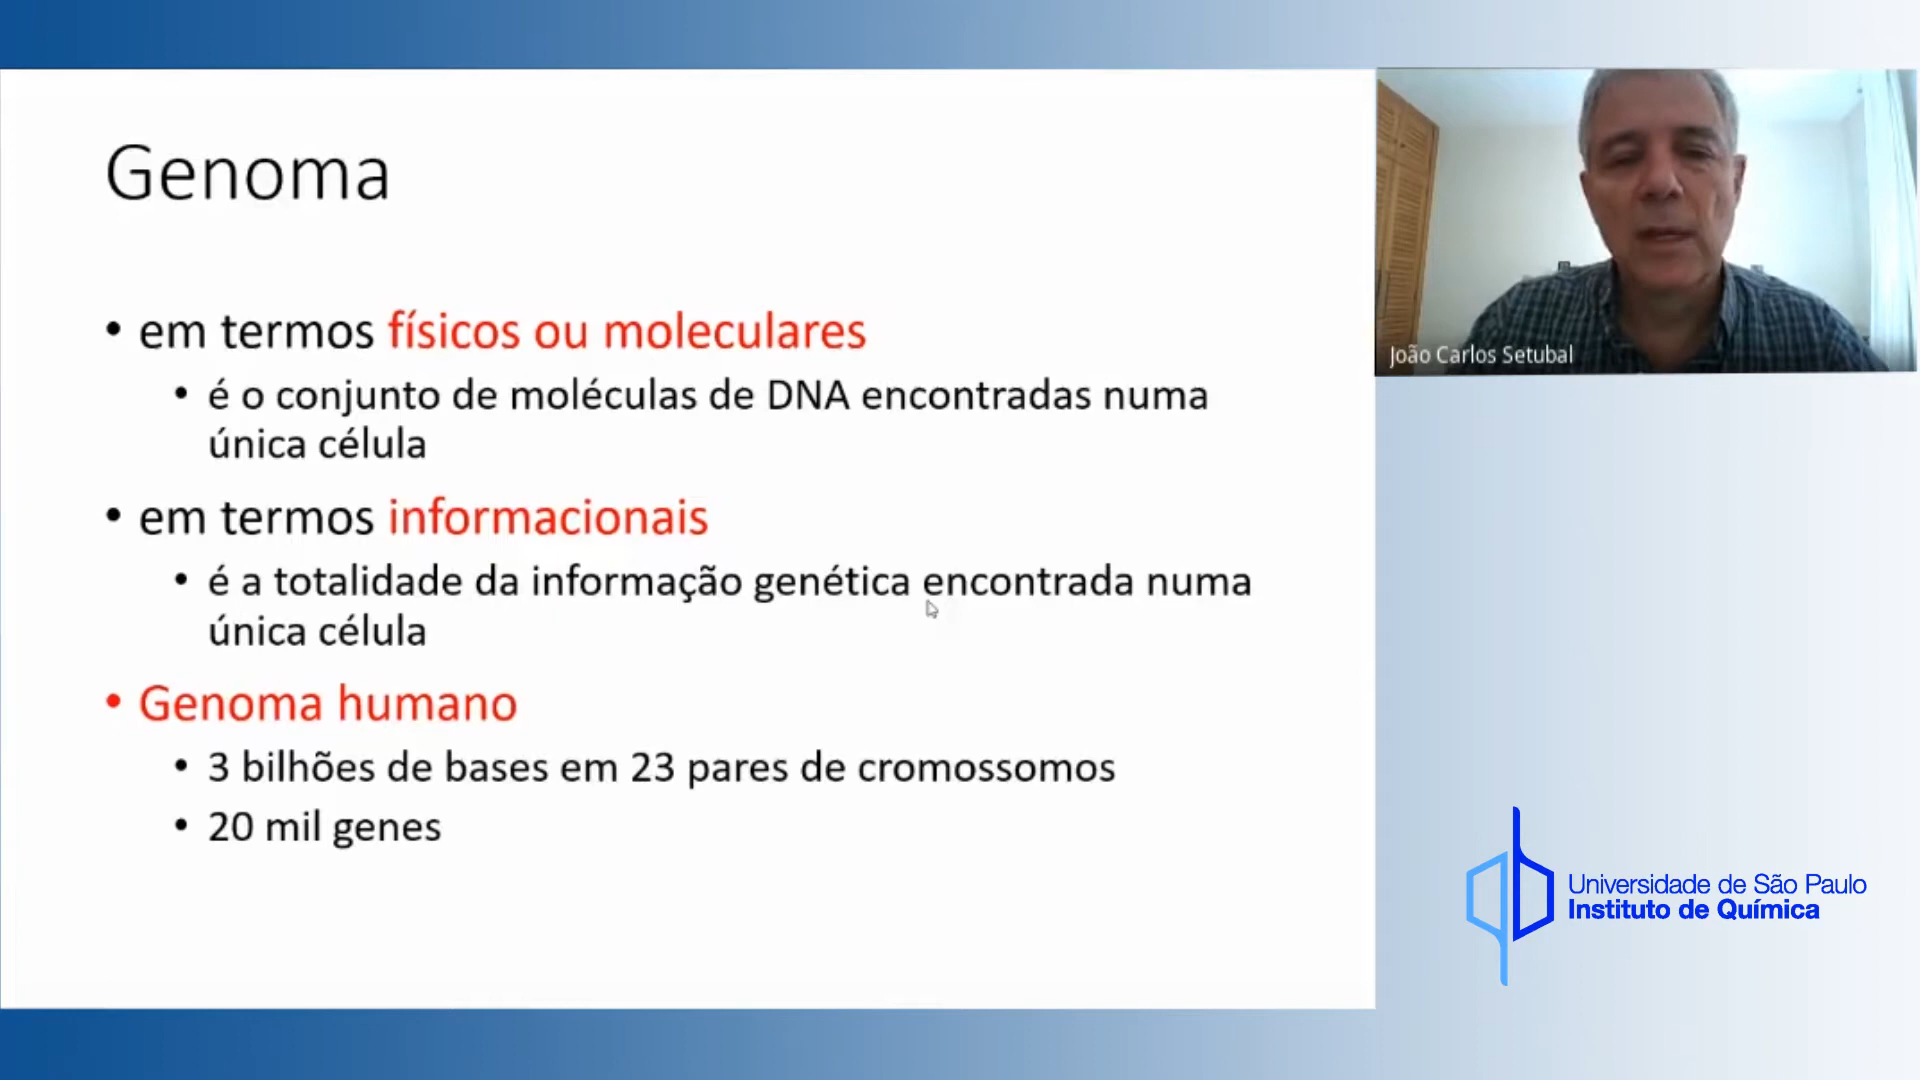 Genoma
• em termos físicos ou moleculares
• é o conjunto de moléculas de DNA encontradas numa
única célula
• em termos informacionais
• é a totalidade da informação genética encontrada numa
única célula
• Genoma humano
• 3 bilhões de bases em 23 pares de cromossomos
• 20 mil genes
João Carlos Setubal
Universidade de São Paulo
Instituto de Química